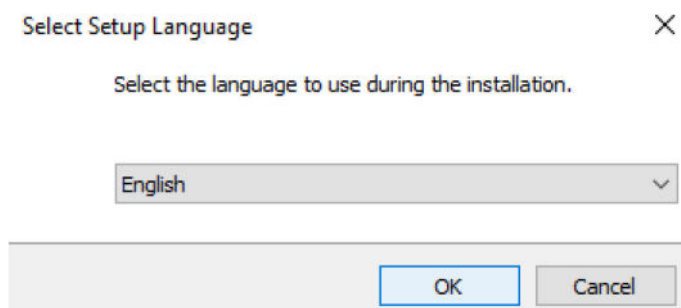 Select Setup Language
Select the language to use during the installation.
English
OK
Cancel